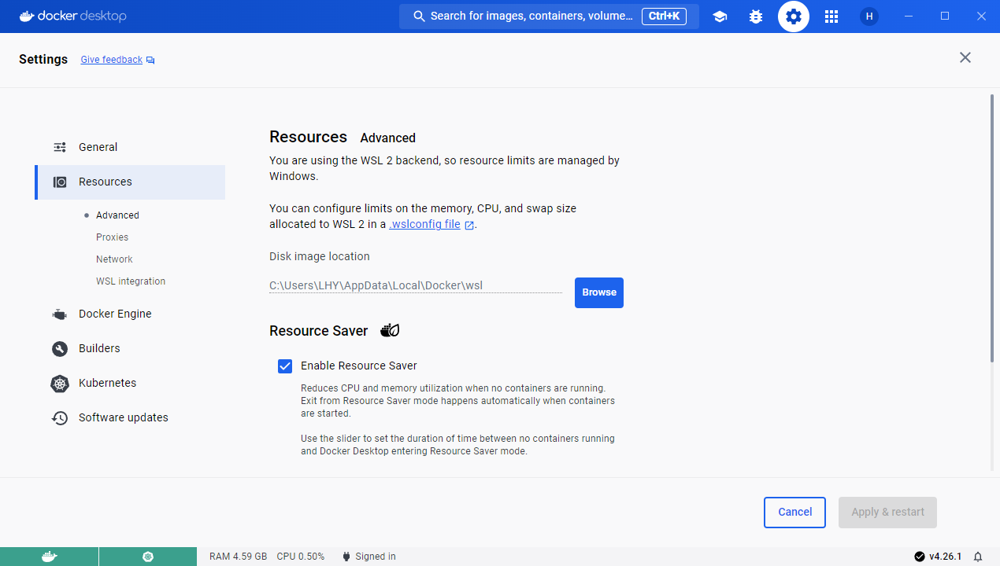 docker desktop
Search for images, containers, volume...
Ctrl+K
H
Settings
Give feedback
General
Resources
Advanced
Proxies
Network
WSL integration
Docker Engine
Builders
Kubernetes
Software updates
Resources Advanced
You are using the WSL 2 backend, so resource limits are managed by
Windows.
You can configure limits on the memory, CPU, and swap size
allocated to WSL 2 in a .wslconfig file.
Disk image location
C:\Users\LHY\AppData\Local\Docker\wsl
Browse
Resource Saver
Enable Resource Saver
Reduces CPU and memory utilization when no containers are running.
Exit from Resource Saver mode happens automatically when containers
are started.
Use the slider to set the duration of time between no containers running
and Docker Desktop entering Resource Saver mode.
Cancel
Apply & restart
RAM 4.59 GB CPU 0.50% Signed in
v4.26.1